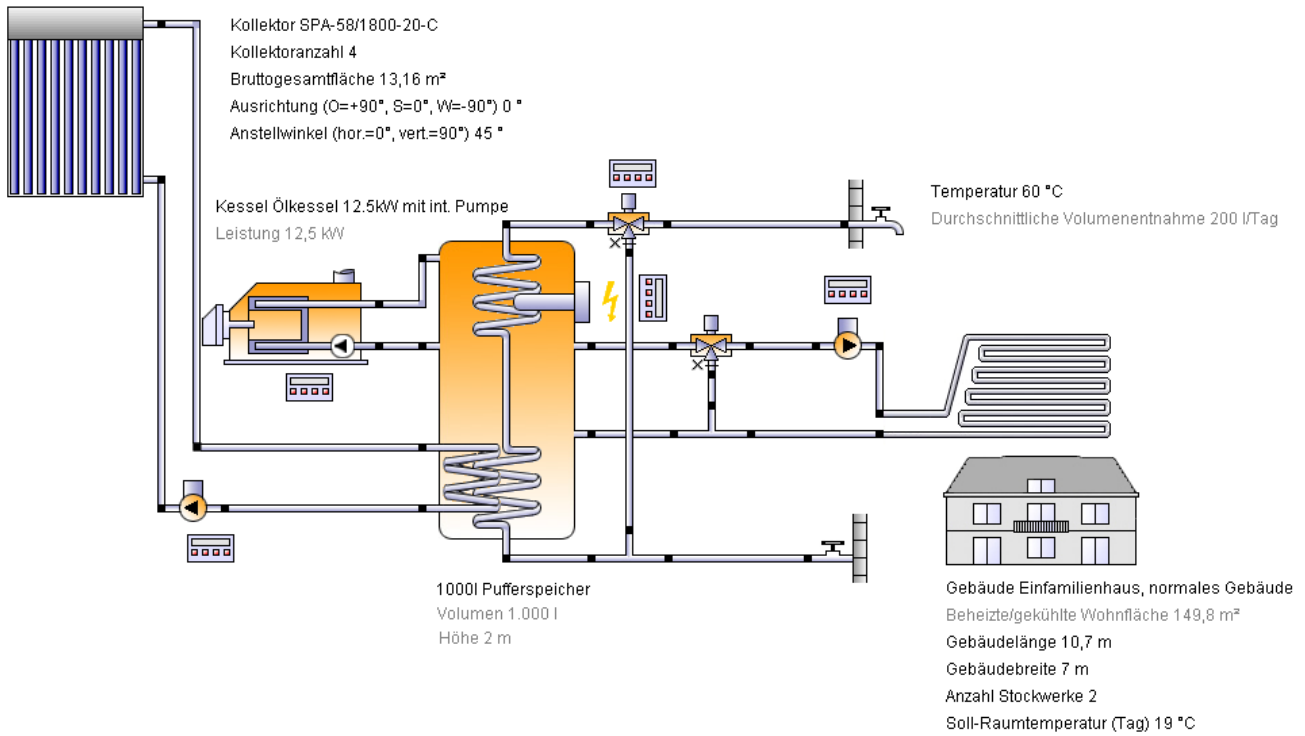 Kollektor SPA-58/1800-20-C
Kollektoranzahl 4
Bruttogesamtfläche 13,16 m²
Ausrichtung (O=+90°, S=0°, W=-90°) 0 °
Anstellwinkel (hor.=0°, vert.=90°) 45 °
Kessel Ölkessel 12.5kW mit int. Pumpe
Leistung 12,5 kW
Temperatur 60 °C
Durchschnittliche Volumenentnahme 200 l/Tag
1000l Pufferspeicher
Volumen 1.000 l
Höhe 2 m
Gebäude Einfamilienhaus, normales Gebäude
Beheizte/gekühlte Wohnfläche 149,8 m²
Gebäudelänge 10,7 m
Gebäudebreite 7 m
Anzahl Stockwerke 2
Soll-Raumtemperatur (Tag) 19 °C